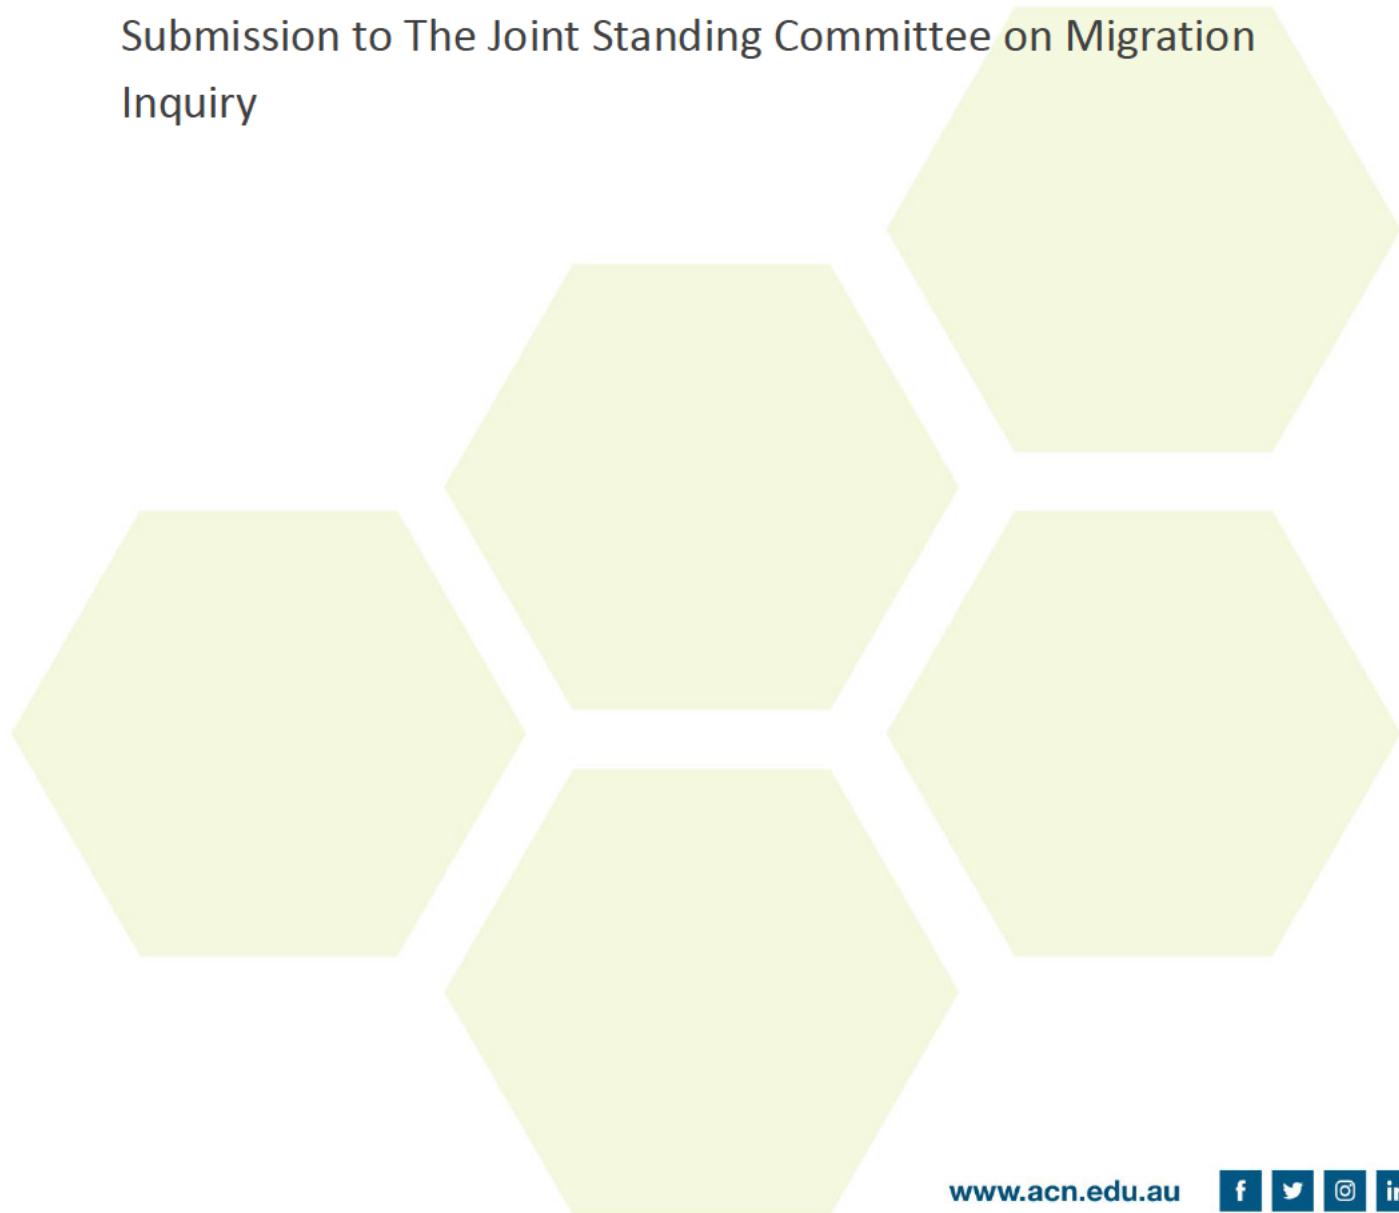 Submission to The Joint Standing Committee on Migration
Inquiry
www.acn.edu.au